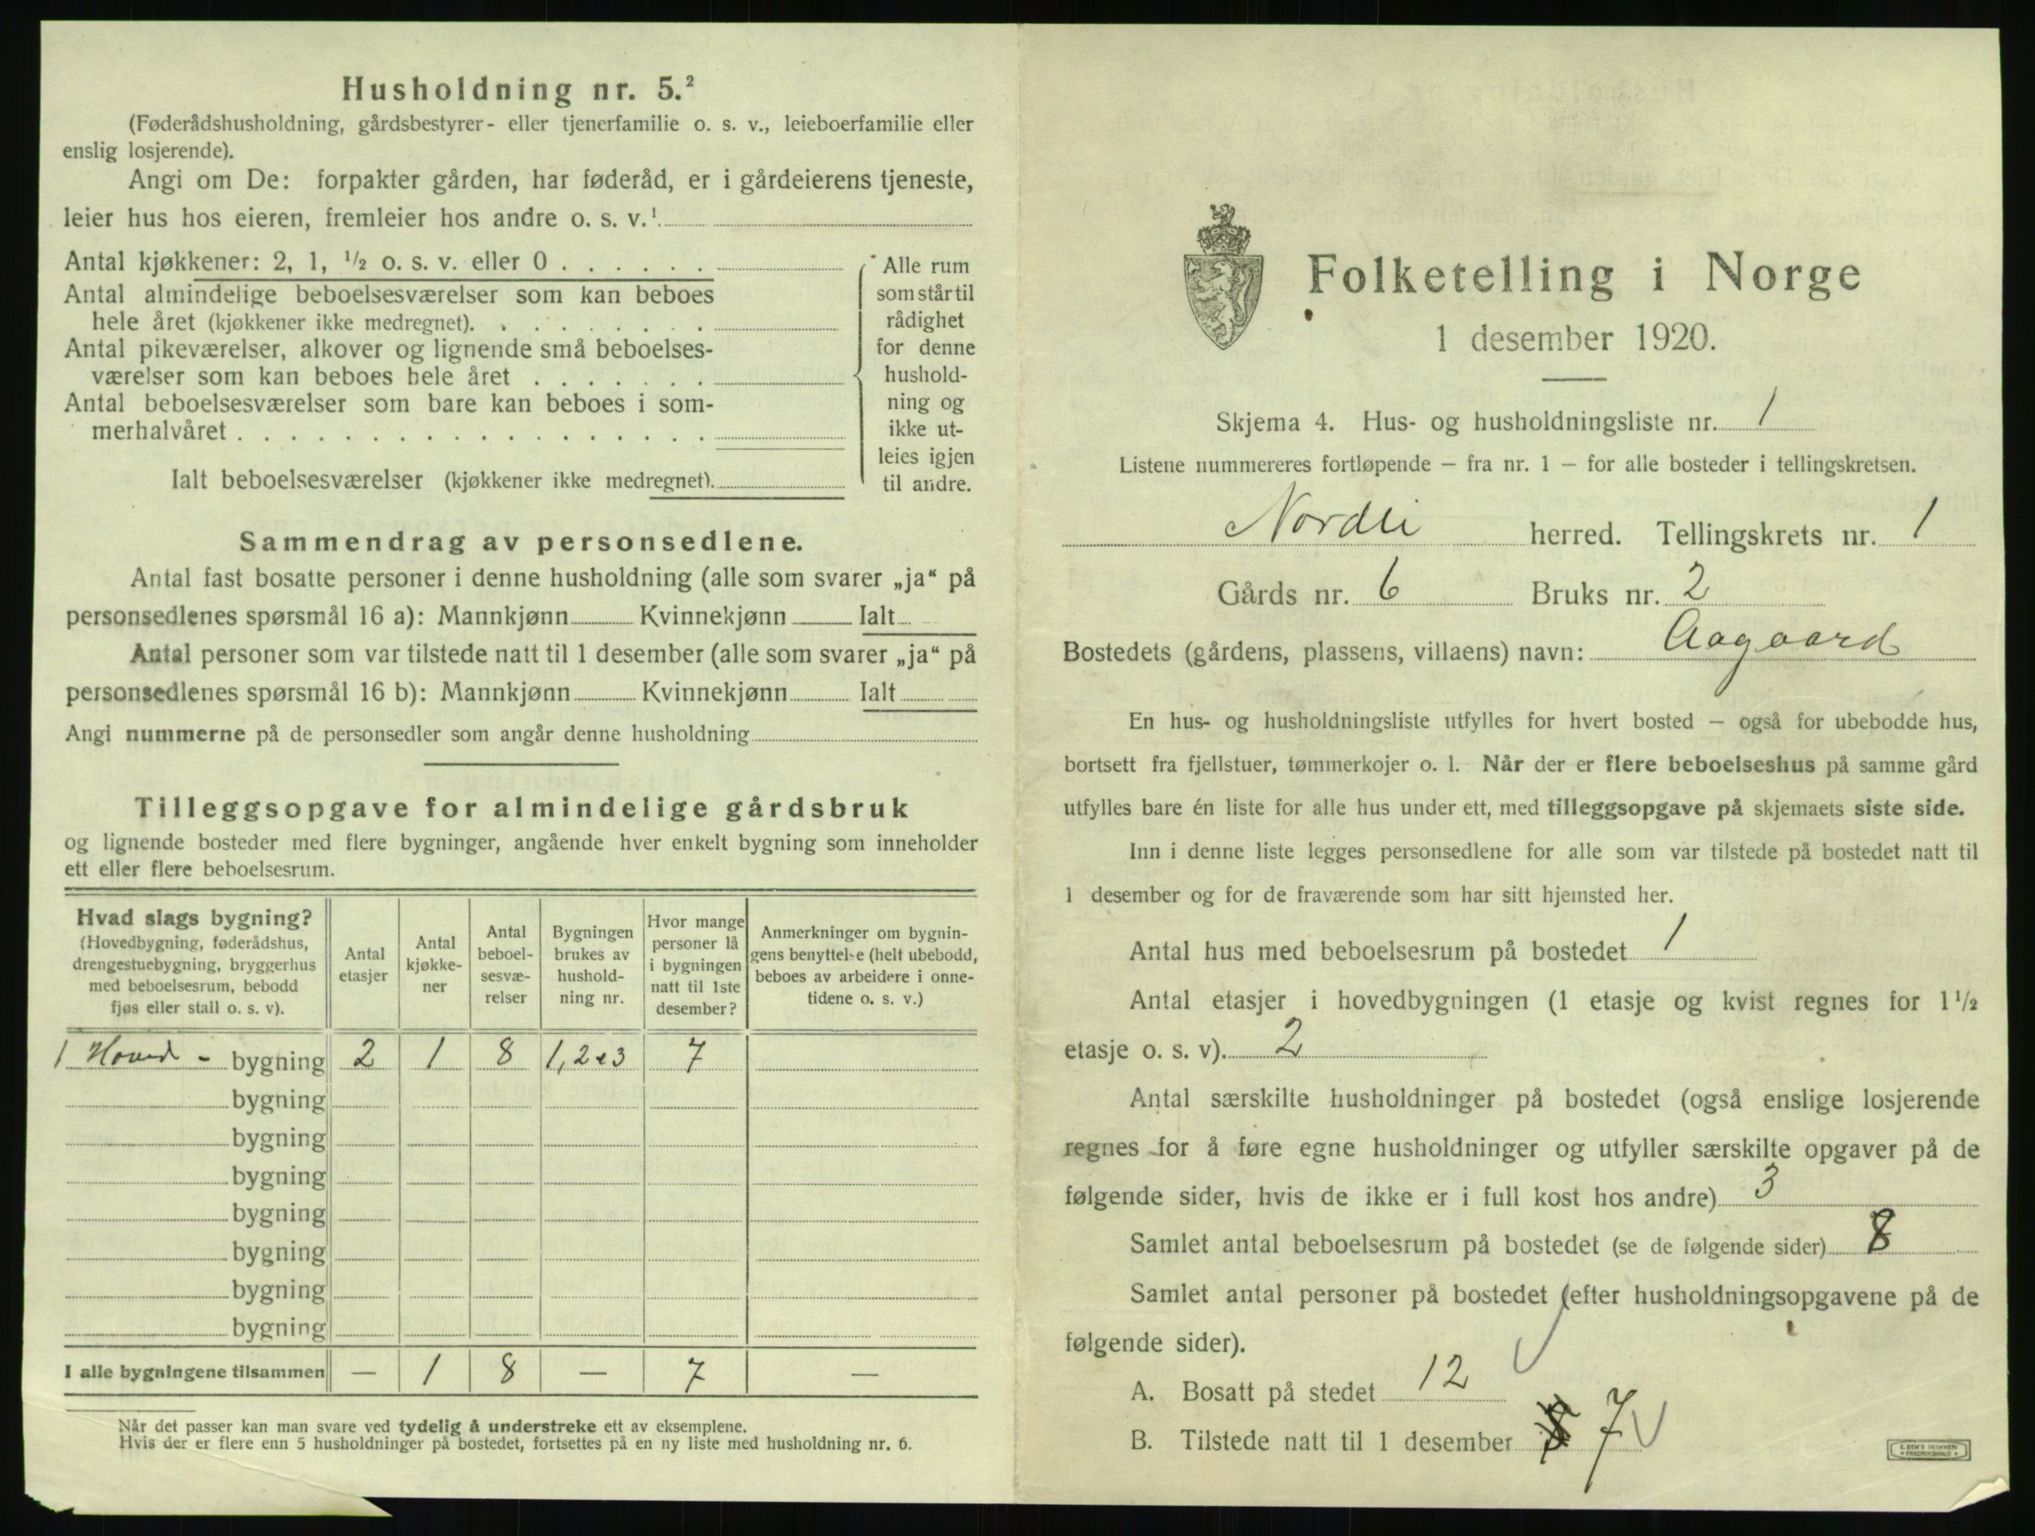 Husholdning nr. 5.²
(Føderådshusholdning, gårdsbestyrer- eller tjenerfamilie o. s. v., leieboerfamilie eller
enslig losjerende).
Angi om De: forpakter gården, har føderåd, er i gårdeierens tjeneste,
leier hus hos eieren, fremleier hos andre o. s. v.¹
Antal kjøkkener: 2, 1, ½ o. s. v. eller 0 . . . . . .
Antal almindelige beboelsesværelser som kan beboes
hele året (kjøkkener ikke medregnet). . . . . . . . .
Antal pikeværelser, alkover og lignende små beboelses-
værelser som kan beboes hele året . . . . . . .
Antal beboelsesværelser som bare kan beboes i som-
merhalvåret . . . . . . . . . . . . . . . . . .
Ialt beboelsesværelser (kjøkkener ikke medregnet).
Alle rum
som står til
rådighet
for denne
hushold-
ning og
ikke ut-
leies igjen
til andre.
Sammendrag av personsedlene.
Antal fast bosatte personer i denne husholdning (alle som svarer „ja“ på
personsedlenes spørsmål 16 a): Mannkjønn Kvinnekjønn Ialt
Antal personer som var tilstede natt til 1 desember (alle som svarer „ja“ på
personsedlenes spørsmål 16 b): Mannkjønn Kvinnekjønn Ialt
Angi nummerne på de personsedler som angår denne husholdning
Tilleggsopgave for almindelige gårdsbruk
og lignende bosteder med flere bygninger, angående hver enkelt bygning som inneholder
ett eller flere beboelsesrum.
Hvad slags bygning?
(Hovedbygning, føderådshus,
drengestuebygning, bryggerhus
med beboelsesrum, bebodd
fjøs eller stall o. s. v).
Antal
etasjer
Antal
kjøkke-
ner
Antal
beboel-
sesvæ-
relser
Bygningen
brukes av
hushold-
ning nr.
Hvor mange
personer lå
i bygningen
natt til 1ste
desember?
Anmerkninger om bygnin-
gens benyttelse (helt ubebodd,
beboes av arbeidere i onne-
tidene o. s. v.)
1 Hoved - bygning 2 1 8 1, 2 e 3 7
bygning
bygning
bygning
bygning
bygning
bygning
bygning
I alle bygningene tilsammen — 1 8 — 7 —
Når det passer kan man svare ved tydelig å understreke ett av eksemplene.
Hvis der er flere enn 5 husholdninger på bostedet, fortsettes på en ny liste med husholdning nr. 6.
Folketelling i Norge
1 desember 1920.
Skjema 4. Hus- og husholdningsliste nr. 1
Listene nummereres fortløpende – fra nr. 1 – for alle bosteder i tellingskretsen.
Nordli herred. Tellingskrets nr. 1
Gårds nr. 6 Bruks nr. 2
Bostedets (gårdens, plassens, villaens) navn: Aagaard
En hus- og husholdningsliste utfylles for hvert bosted – også for ubebodde hus,
bortsett fra fjellstuer, tømmerkojer o. l. Når der er flere beboelseshus på samme gård
utfylles bare én liste for alle hus under ett, med tilleggsopgave på skjemaets siste side.
Inn i denne liste legges personsedlene for alle som var tilstede på bostedet natt til
1 desember og for de fraværende som har sitt hjemsted her.
Antal hus med beboelsesrum på bostedet 1
Antal etasjer i hovedbygningen (1 etasje og kvist regnes for 1½
etasje o. s. v). 2
Antal særskilte husholdninger på bostedet (også enslige losjerende
regnes for å føre egne husholdninger og utfyller særskilte opgaver på de
følgende sider, hvis de ikke er i full kost hos andre) 3
Samlet antal beboelsesrum på bostedet (se de følgende sider) 8
Samlet antal personer på bostedet (efter husholdningsopgavene på de
følgende sider).
A. Bosatt på stedet 12
B. Tilstede natt til 1 desember 7